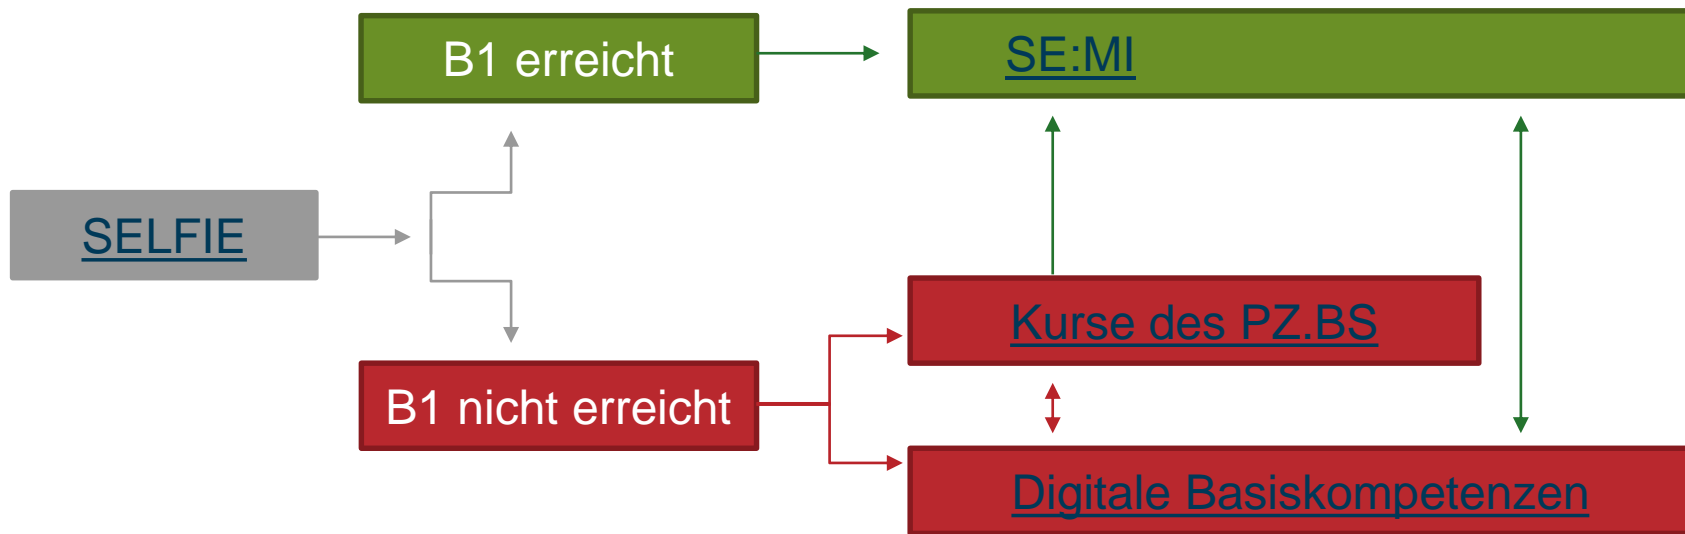 B1 erreicht
SE:MI
SELFIE
Kurse des PZ.BS
B1 nicht erreicht
Digitale Basiskompetenzen